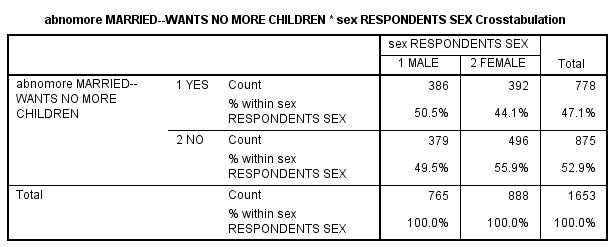 abnomore MARRIED--WANTS NO MORE CHILDREN * sex RESPONDENTS SEX Crosstabulation
sex RESPONDENTS SEX
1 MALE 2 FEMALE Total
abnomore MARRIED-- 1 YES Count 386 392 778
WANTS NO MORE
CHILDREN
% within sex
RESPONDENTS SEX 50.5% 44.1% 47.1%
2 NO Count 379 496 875
% within sex
RESPONDENTS SEX 49.5% 55.9% 52.9%
Total Count 765 888 1653
% within sex
RESPONDENTS SEX 100.0% 100.0% 100.0%